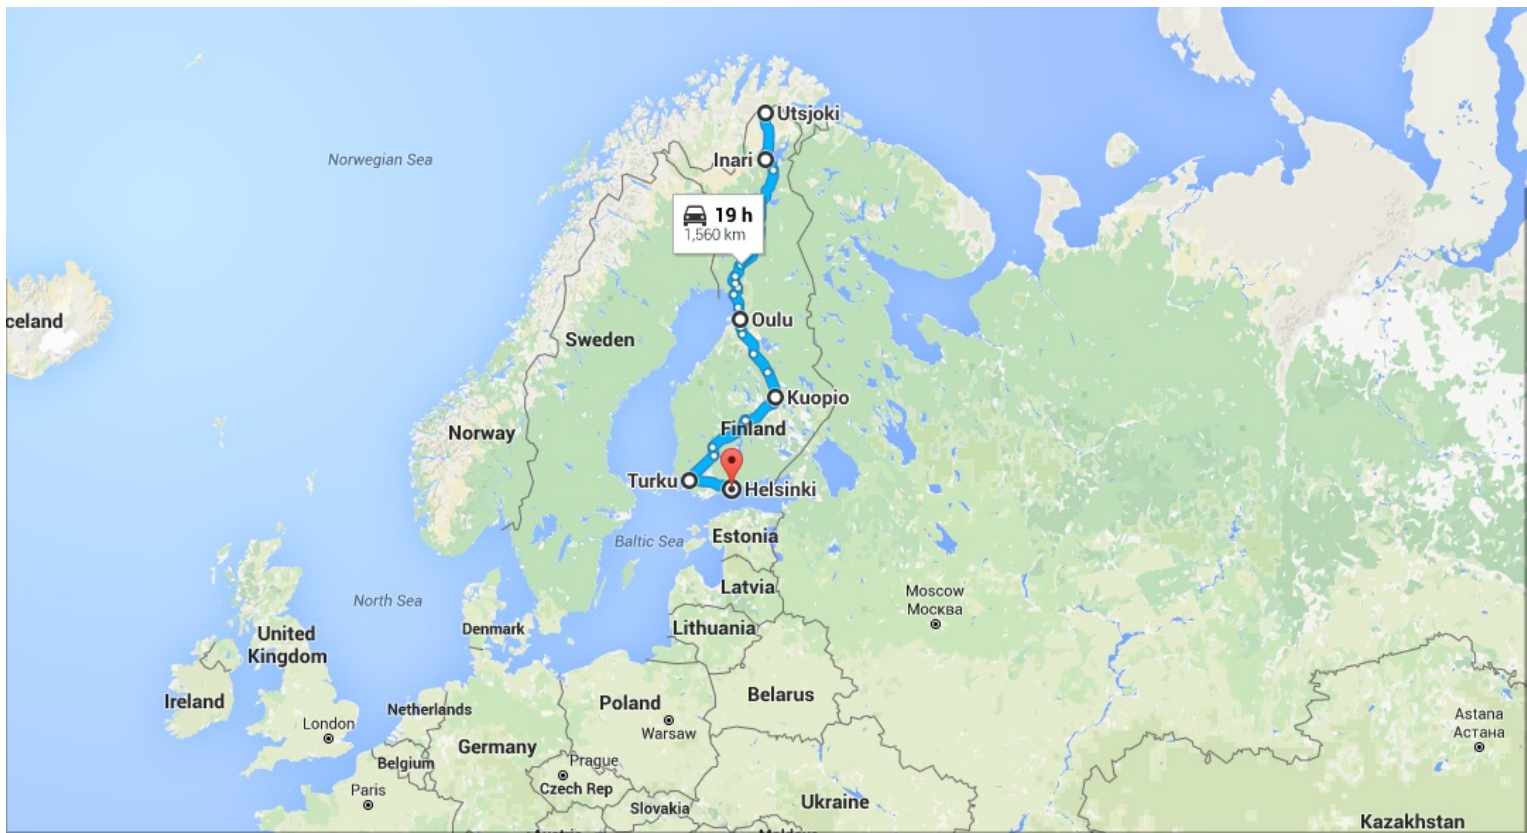 Utsjoki
Norwegian Sea
Inari
19 h
1,560 km
celand
Oulu
Sweden
Kuopio
Finland
Norway
Turku
Helsinki
Estonia
Baltic Sea
Latvia
Moscow
Москва
North Sea
Denmark
Lithuania
United
Kingdom
Belarus
Ireland
Poland
Netherlands
London
Warsaw
Astana
Астана
Germany
Belgium
Prague
Czech Rep
Paris
Slovakia
Ukraine
Kazakhstan